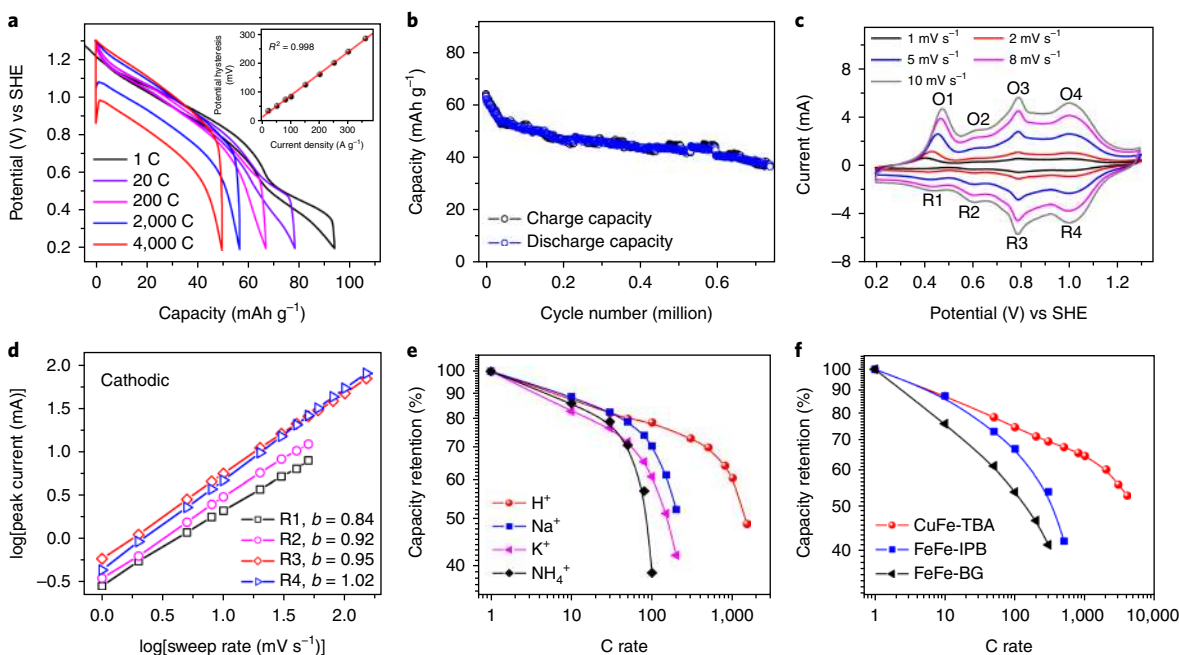 a
Potential (V) vs SHE
1.2
1.0
0.8
0.6
0.4
0.2
0 20 40 60 80 100
Capacity (mAh g⁻¹)
1 C
20 C
200 C
2,000 C
4,000 C
R² = 0.998
Potential hysteresis
(mV)
300
200
100
0
0 100 200 300 400
Current density (A g⁻¹)
b
Capacity (mAh g⁻¹)
100
80
60
40
20
0
0 0.2 0.4 0.6
Cycle number (million)
Charge capacity
Discharge capacity
c
1 mV s⁻¹ 2 mV s⁻¹
5 mV s⁻¹ 8 mV s⁻¹
10 mV s⁻¹
Current (mA)
8
4
0
−4
−8
O1 O2 O3 O4
R1 R2 R3 R4
0.2 0.4 0.6 0.8 1.0 1.2
Potential (V) vs SHE
d
Cathodic
log[peak current (mA)]
2.0
1.5
1.0
0.5
0.0
−0.5
R1, b = 0.84
R2, b = 0.92
R3, b = 0.95
R4, b = 1.02
0.0 0.5 1.0 1.5 2.0
log[sweep rate (mV s⁻¹)]
e
Capacity retention (%)
100
90
80
70
60
50
40
H⁺
Na⁺
K⁺
NH₄⁺
1 10 100 1,000
C rate
f
Capacity retention (%)
100
90
80
70
60
50
40
CuFe-TBA
FeFe-IPB
FeFe-BG
1 10 100 1,000 10,000
C rate